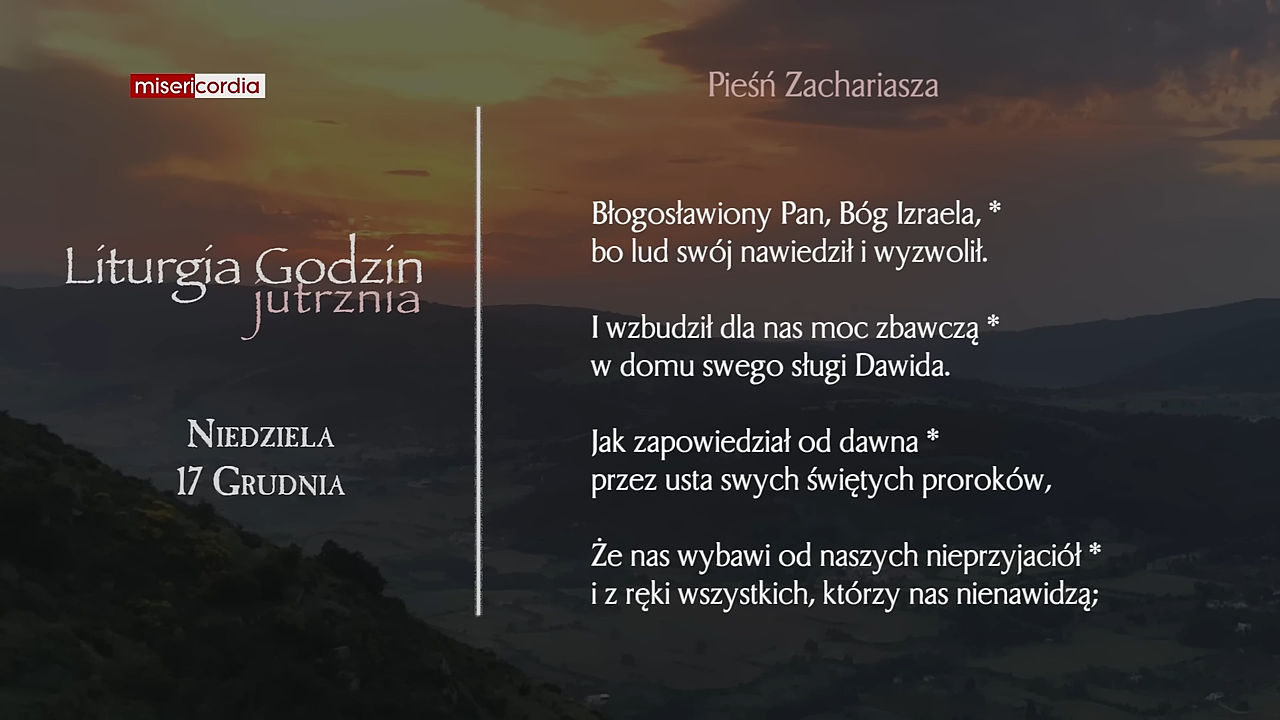 misericordia
Liturgia Godzin
jutrznia
Niedziela
17 Grudnia
Pieśń Zachariasza
Błogosławiony Pan, Bóg Izraela, *
bo lud swój nawiedził i wyzwolił.
I wzbudził dla nas moc zbawczą *
w domu swego sługi Dawida.
Jak zapowiedział od dawna *
przez usta swych świętych proroków,
Że nas wybawi od naszych nieprzyjaciół *
i z ręki wszystkich, którzy nas nienawidzą;